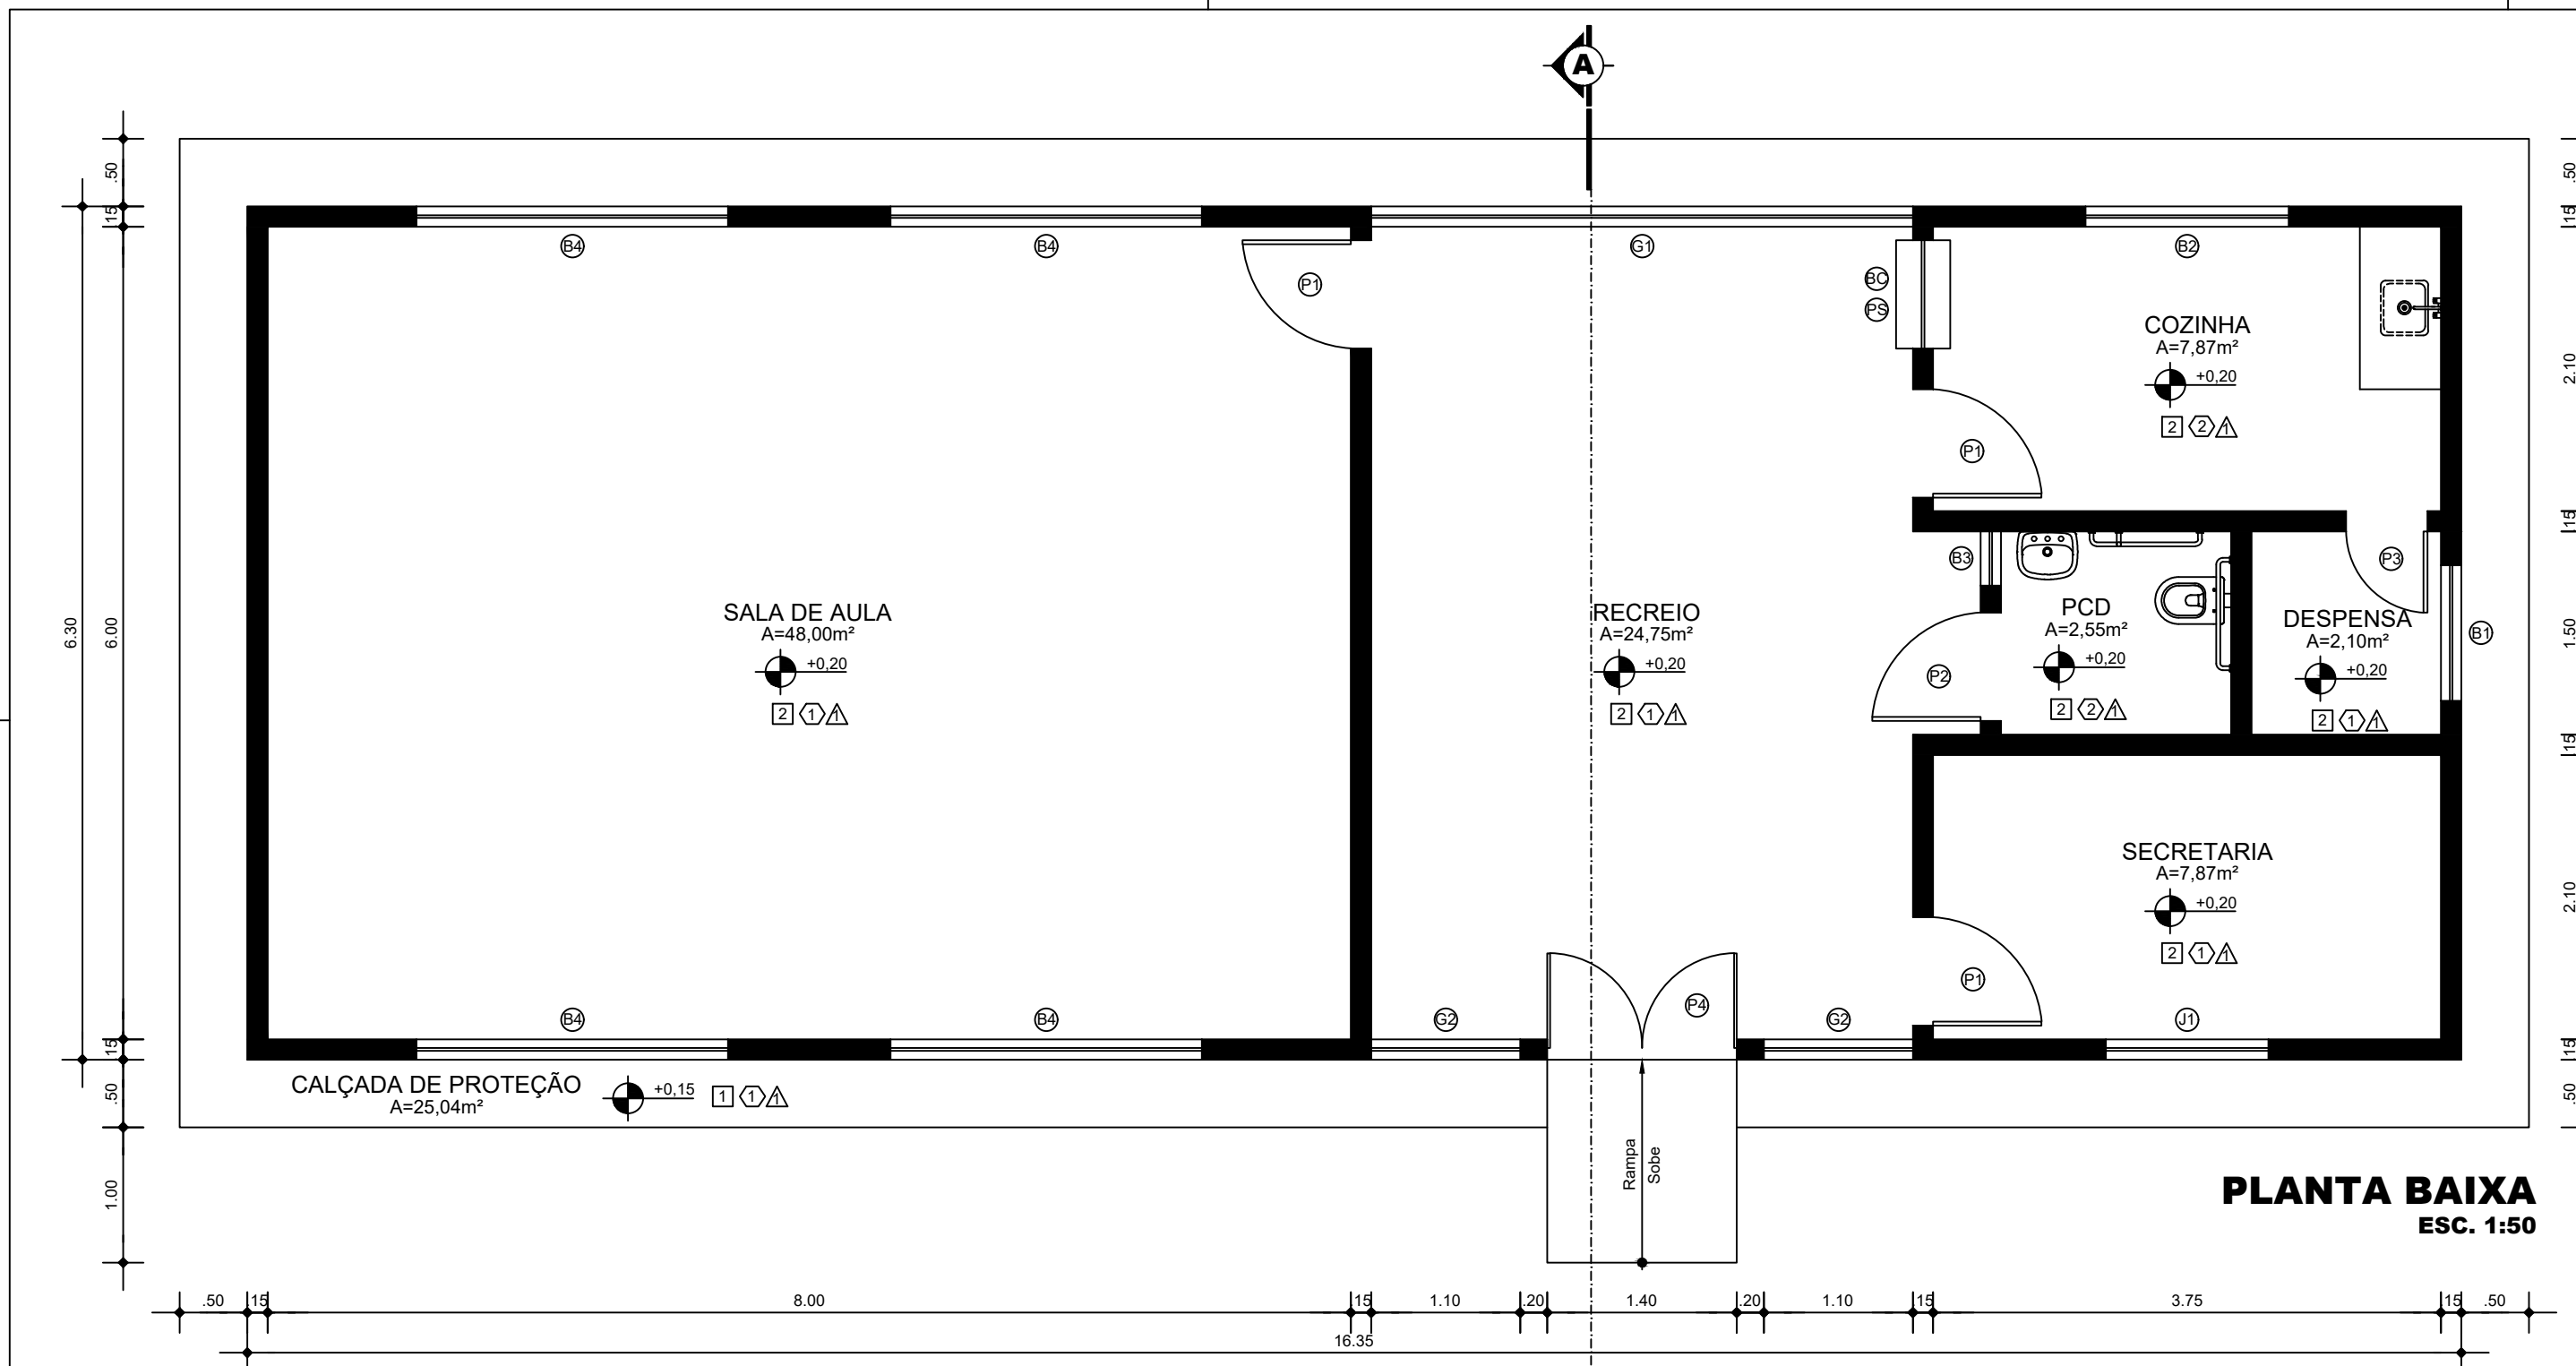 A
B4
B4
G1
B2
P1
BC
PS
COZINHA
A=7,87m²
+0,20
2 2 1
P1
B3
P3
SALA DE AULA
A=48,00m²
+0,20
2 1 1
RECREIO
A=24,75m²
+0,20
2 1 1
PCD
A=2,55m²
+0,20
2 2 1
P2
DESPENSA
A=2,10m²
+0,20
2 1 1
B1
SECRETARIA
A=7,87m²
+0,20
2 1 1
P1
P4
B4
B4
G2
G2
J1
CALÇADA DE PROTEÇÃO
A=25,04m²
+0,15
1 1 1
Rampa
Sobe
PLANTA BAIXA
ESC. 1:50
.50
.15
6.30
6.00
.15
.50
1.00
.50
.15
2.10
.15
1.50
.15
2.10
.15
.50
.50 .15 8.00 .15 1.10 .20 1.40 .20 1.10 .15 3.75 .15 .50
16.35